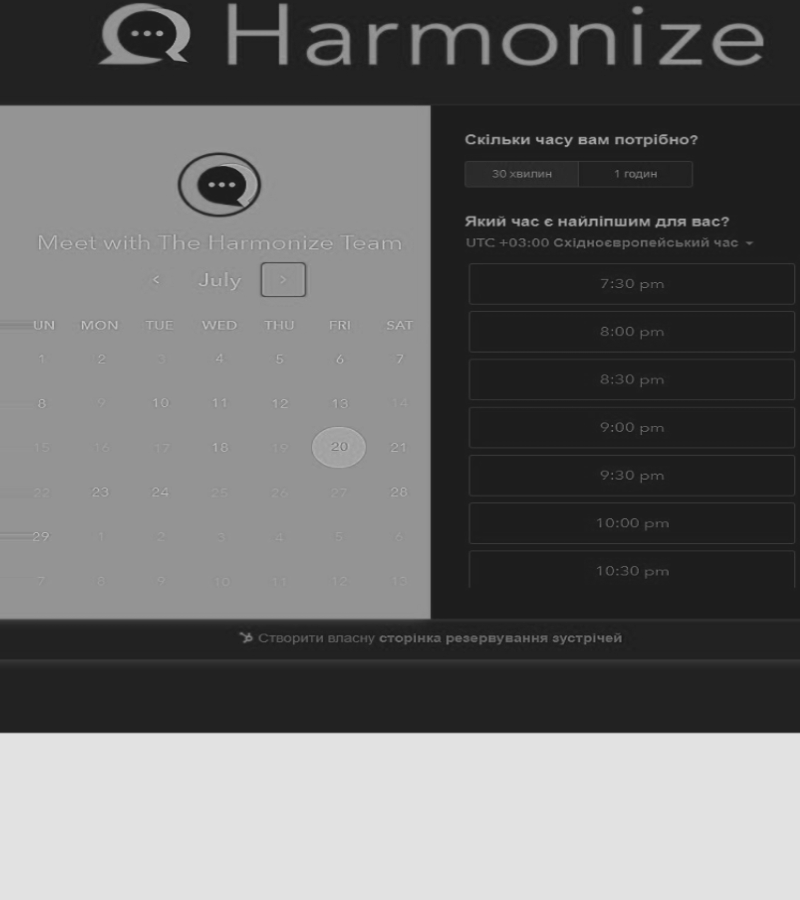 Harmonize
Meet with The Harmonize Team
< July >
UN MON TUE WED THU FRI SAT
1 2 3 4 5 6 7
8 9 10 11 12 13 14
15 16 17 18 19 20 21
22 23 24 25 26 27 28
29 1 2 3 4 5 6
7 8 9 10 11 12 13
Скільки часу вам потрібно?
30 хвилин 1 годин
Який час є найліпшим для вас?
UTC +03:00 Східноєвропейський час
7:30 pm
8:00 pm
8:30 pm
9:00 pm
9:30 pm
10:00 pm
10:30 pm
Створити власну сторінка резервування зустрічей